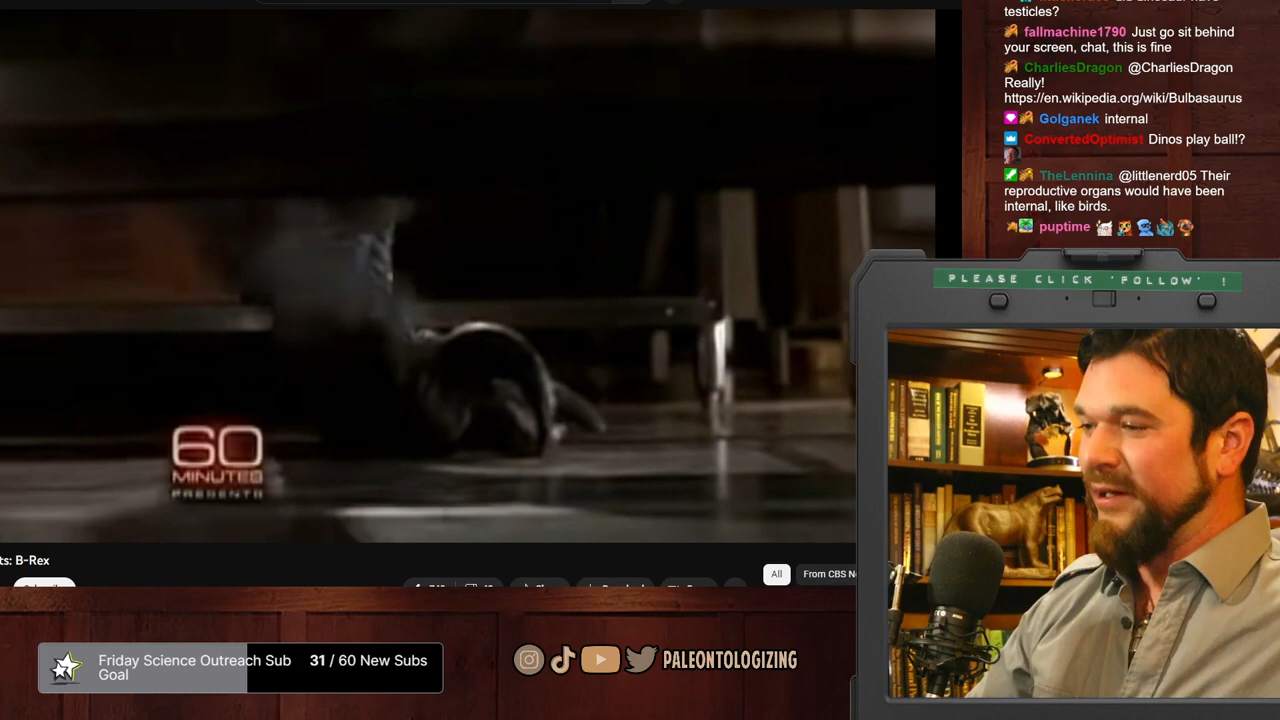 testicles?
fallmachine1790 Just go sit behind
your screen, chat, this is fine
CharliesDragon @CharliesDragon
Really!
https://en.wikipedia.org/wiki/Bulbasaurus
Golganek internal
ConvertedOptimist Dinos play ball!?
TheLennina @littlenerd05 Their
reproductive organs would have been
internal, like birds.
puptime
PLEASE CLICK 'FOLLOW' !
60
MINUTES
PRESENTS
ts: B-Rex
All
From CBS N
Friday Science Outreach Sub
Goal
31 / 60 New Subs
PALEONTOLOGIZING